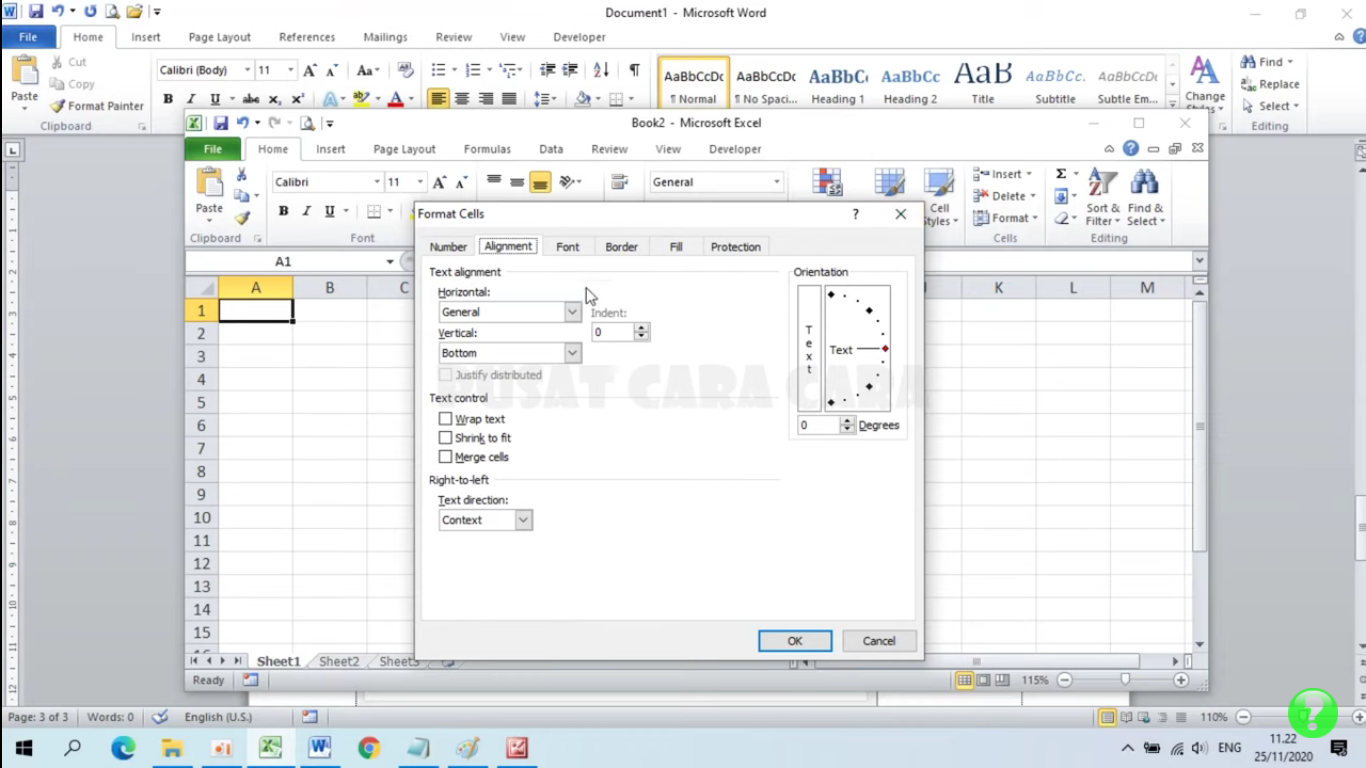 Document1 - Microsoft Word
File Home Insert Page Layout References Mailings Review View Developer
Paste Cut Copy Format Painter
Calibri (Body) 11 Aa
B I U abc X₂ X² A
AaBbCcDc AaBbCcDc AaBbC AaBbCc AaB AaBbCc. AaBbCcDc
¶ Normal ¶ No Spaci... Heading 1 Heading 2 Title Subtitle Subtle Em...
Change Styles
Find Replace Select
Clipboard Editing
Book2 - Microsoft Excel
File Home Insert Page Layout Formulas Data Review View Developer
Paste Calibri 11 General
B I U
Cell Styles
Insert Delete Format
Sort & Filter Find & Select
Clipboard Font Cells Editing
A1
A B C K L M
1
2
3
4
5
6
7
8
9
10
11
12
13
14
15
Format Cells
Number Alignment Font Border Fill Protection
Text alignment
Horizontal:
General
Indent:
0
Vertical:
Bottom
Justify distributed
Text control
Wrap text
Shrink to fit
Merge cells
Right-to-left
Text direction:
Context
Orientation
Text
Text
0 Degrees
PUSAT CARA CARA
OK Cancel
Sheet1 Sheet2 Sheet3
Ready 115%
Page: 3 of 3 Words: 0 English (U.S.) 110%
ENG 11.22
25/11/2020